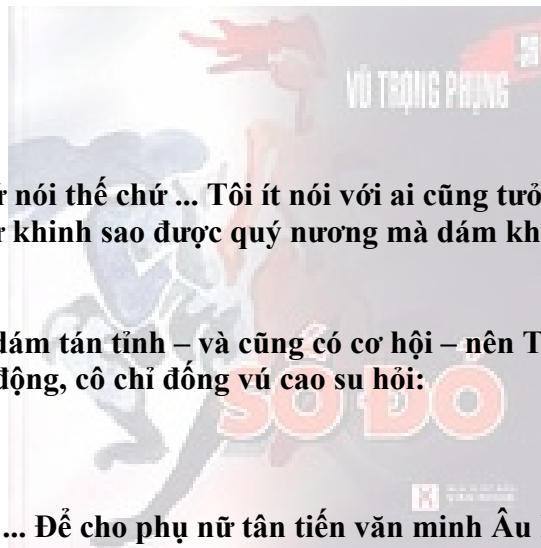 VŨ TRỌNG PHỤNG
nói thế chứ ... Tôi ít nói với ai cũng tưở
khinh sao được quý nương mà dám kh
dám tán tỉnh – và cũng có cơ hội – nên T
động, cô chỉ đống vú cao su hỏi:
SỐ ĐỎ
... Để cho phụ nữ tân tiến văn minh Âu